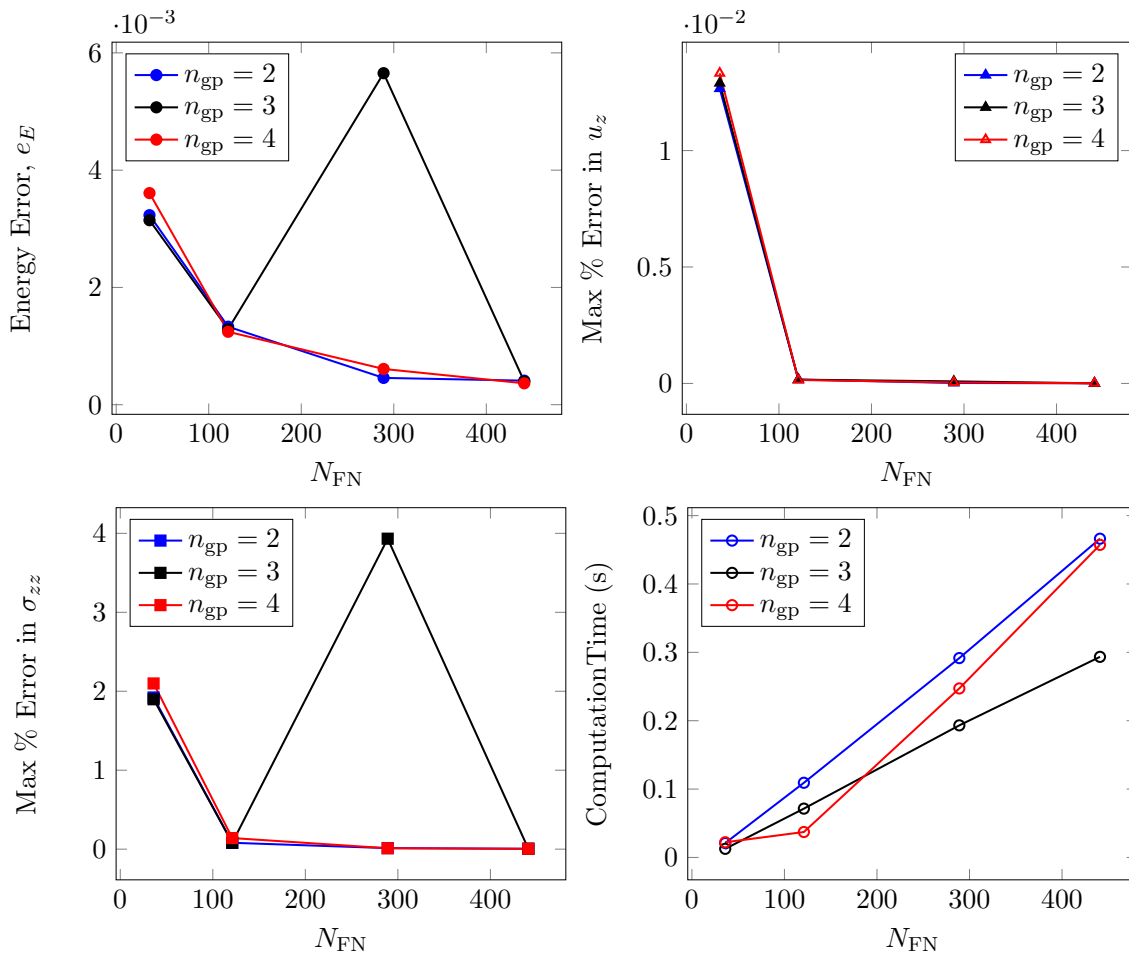 ·10⁻³
6
4
2
0
0 100 200 300 400
Energy Error, e_E
N_FN
n_gp = 2
n_gp = 3
n_gp = 4
·10⁻²
1
0.5
0
0 100 200 300 400
Max % Error in u_z
N_FN
n_gp = 2
n_gp = 3
n_gp = 4
4
3
2
1
0
0 100 200 300 400
Max % Error in σ_zz
N_FN
n_gp = 2
n_gp = 3
n_gp = 4
0.5
0.4
0.3
0.2
0.1
0
0 100 200 300 400
ComputationTime (s)
N_FN
n_gp = 2
n_gp = 3
n_gp = 4